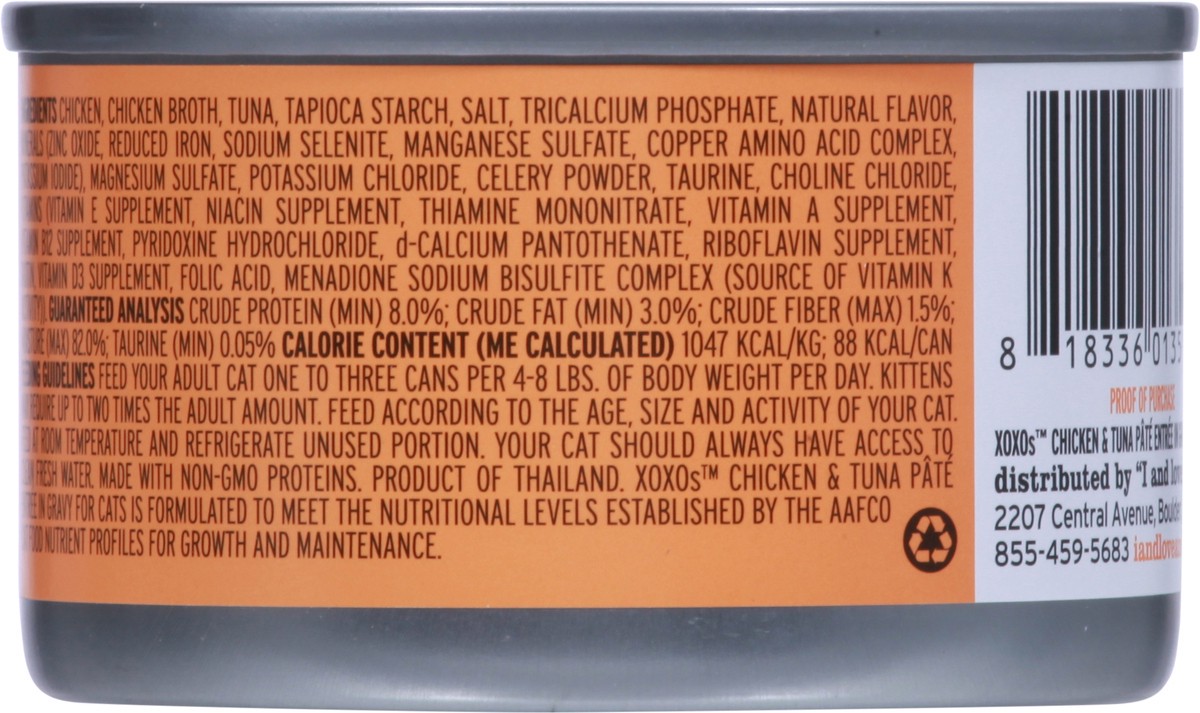 CHICKEN, CHICKEN BROTH, TUNA, TAPIOCA STARCH, SALT, TRICALCIUM PHOSPHATE, NATURAL FLAVOR,
(ZINC OXIDE, REDUCED IRON, SODIUM SELENITE, MANGANESE SULFATE, COPPER AMINO ACID COMPLEX,
IODIDE), MAGNESIUM SULFATE, POTASSIUM CHLORIDE, CELERY POWDER, TAURINE, CHOLINE CHLORIDE,
(VITAMIN E SUPPLEMENT, NIACIN SUPPLEMENT, THIAMINE MONONITRATE, VITAMIN A SUPPLEMENT,
B12 SUPPLEMENT, PYRIDOXINE HYDROCHLORIDE, d-CALCIUM PANTOTHENATE, RIBOFLAVIN SUPPLEMENT,
VITAMIN D3 SUPPLEMENT, FOLIC ACID, MENADIONE SODIUM BISULFITE COMPLEX (SOURCE OF VITAMIN K
GUARANTEED ANALYSIS CRUDE PROTEIN (MIN) 8.0%; CRUDE FAT (MIN) 3.0%; CRUDE FIBER (MAX) 1.5%;
(MAX) 82.0%; TAURINE (MIN) 0.05% CALORIE CONTENT (ME CALCULATED) 1047 KCAL/KG; 88 KCAL/CAN
GUIDELINES FEED YOUR ADULT CAT ONE TO THREE CANS PER 4-8 LBS. OF BODY WEIGHT PER DAY. KITTENS
REQUIRE UP TO TWO TIMES THE ADULT AMOUNT. FEED ACCORDING TO THE AGE, SIZE AND ACTIVITY OF YOUR CAT.
AT ROOM TEMPERATURE AND REFRIGERATE UNUSED PORTION. YOUR CAT SHOULD ALWAYS HAVE ACCESS TO
FRESH WATER. MADE WITH NON-GMO PROTEINS. PRODUCT OF THAILAND. XOXOs™ CHICKEN & TUNA PÂTÉ
IN GRAVY FOR CATS IS FORMULATED TO MEET THE NUTRITIONAL LEVELS ESTABLISHED BY THE AAFCO
FOOD NUTRIENT PROFILES FOR GROWTH AND MAINTENANCE.
8 18336 0135
PROOF OF PURCHASE
XOXOs™ CHICKEN & TUNA PÂTÉ ENTRÉE IN
distributed by "I and
2207 Central Avenue, Boulder
855-459-5683